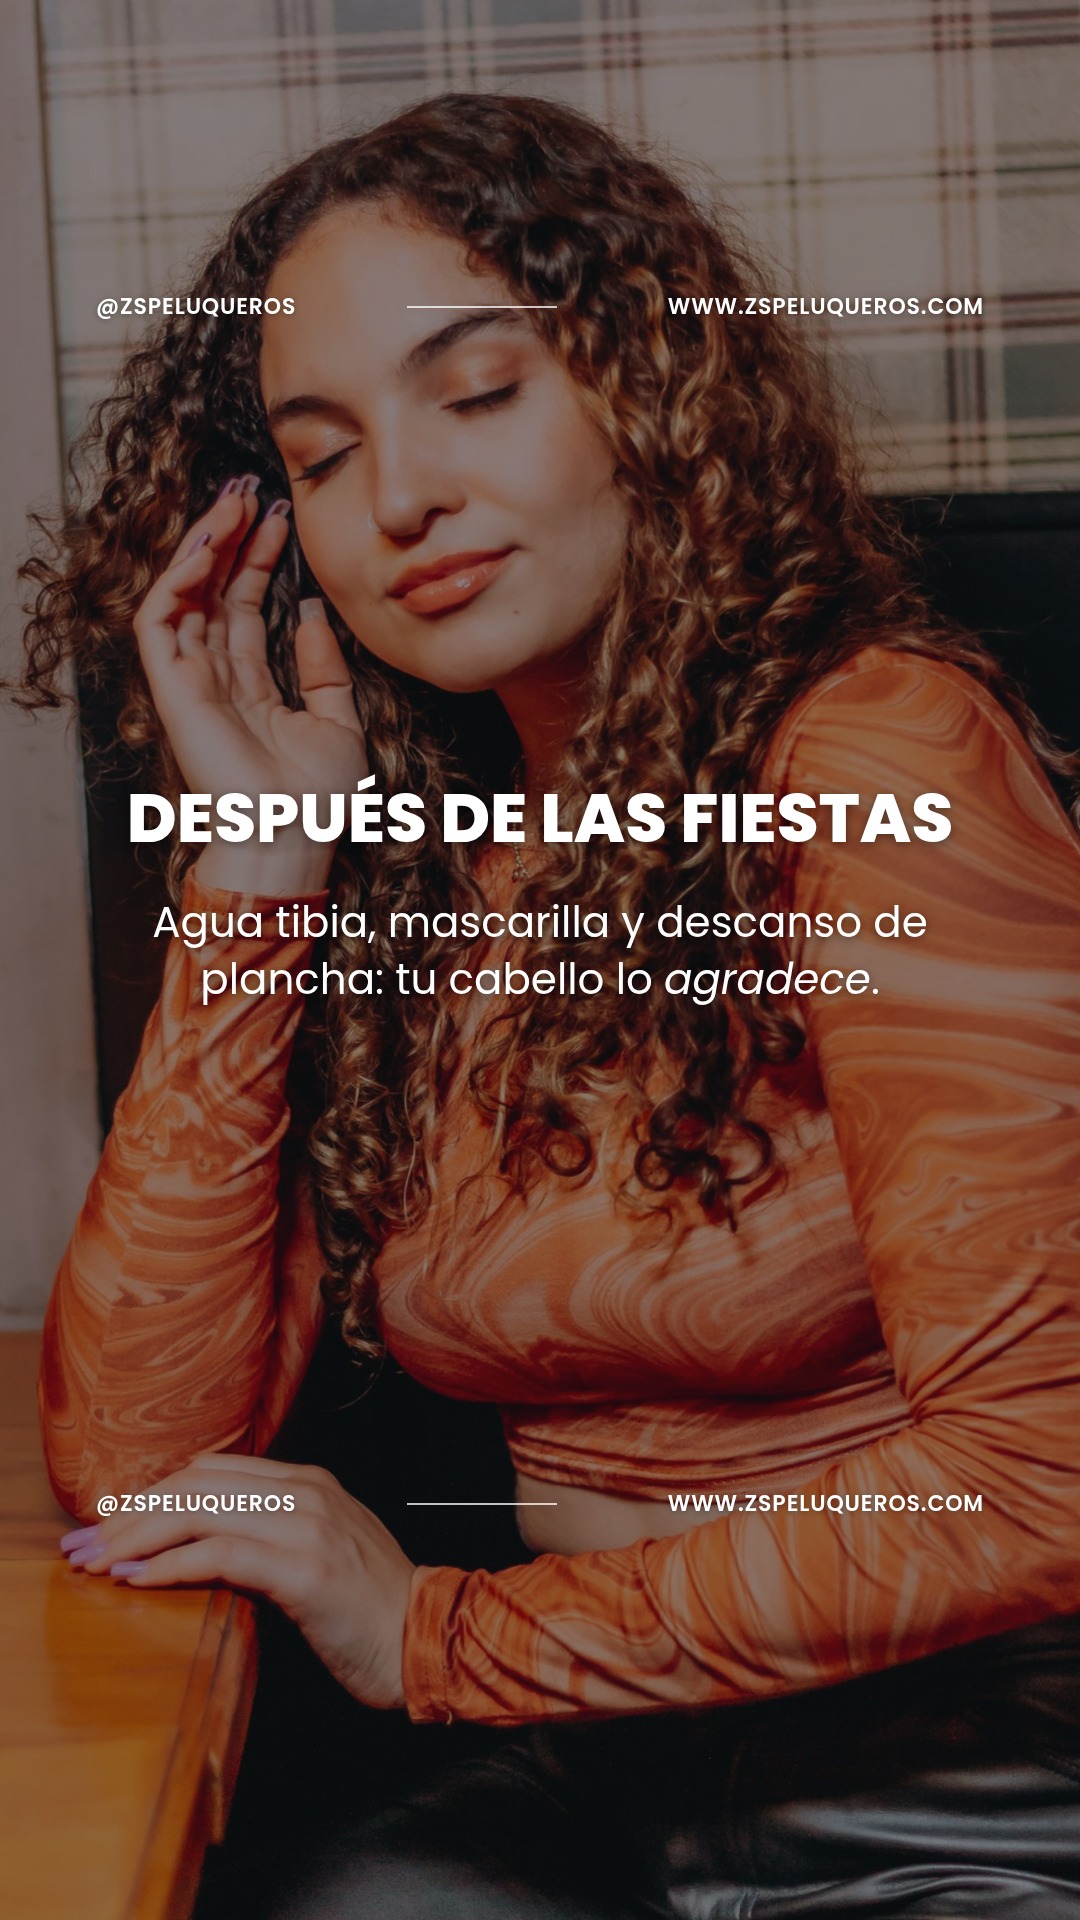 @ZSPELUQUEROS WWW.ZSPELUQUEROS.COM
DESPUÉS DE LAS FIESTAS
Agua tibia, mascarilla y descanso de
plancha: tu cabello lo agradece.
@ZSPELUQUEROS WWW.ZSPELUQUEROS.COM